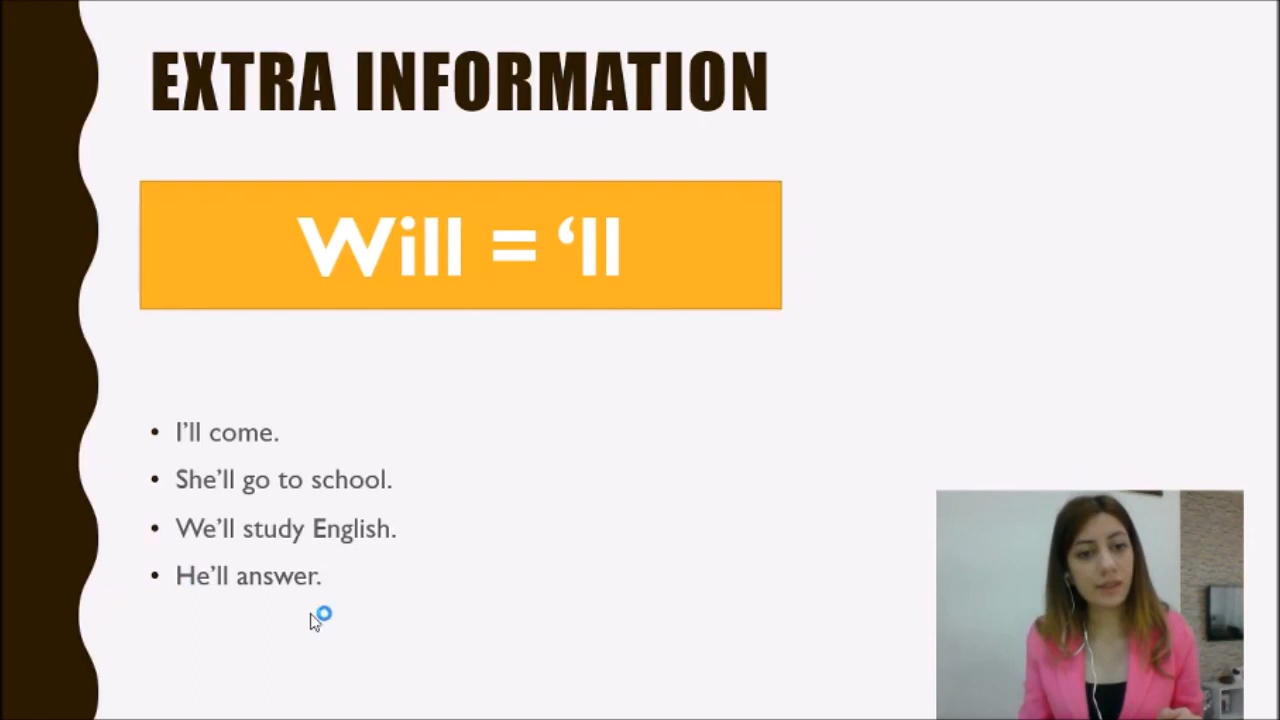 EXTRA INFORMATION
Will = ‘ll
• I’ll come.
• She’ll go to school.
• We’ll study English.
• He’ll answer.